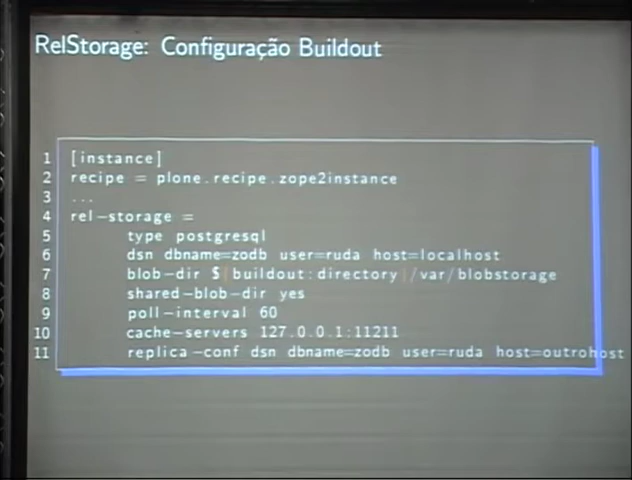 RelStorage: Configuração Buildout
1 [instance]
2 recipe = plone.recipe.zope2instance
3 ...
4 rel-storage =
5 type postgresql
6 dsn dbname=zodb user=ruda host=localhost
7 blob-dir ${buildout:directory}/var/blobstorage
8 shared-blob-dir yes
9 poll-interval 60
10 cache-servers 127.0.0.1:11211
11 replica-conf dsn dbname=zodb user=ruda host=outrohost